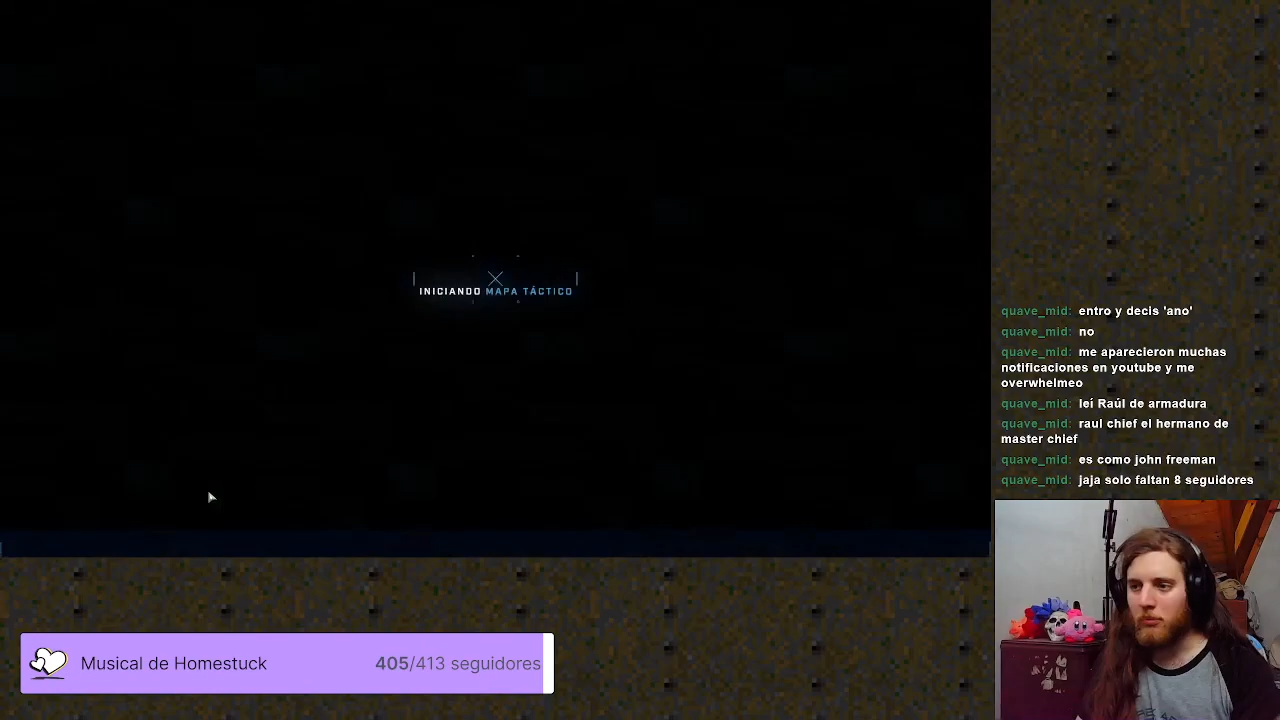 INICIANDO MAPA TÁCTICO
quave_mid: entro y decis 'ano'
quave_mid: no
quave_mid: me aparecieron muchas
notificaciones en youtube y me
overwhelmeo
quave_mid: leí Raúl de armadura
quave_mid: raul chief el hermano de
master chief
quave_mid: es como john freeman
quave_mid: jaja solo faltan 8 seguidores
Musical de Homestuck 405/413 seguidores